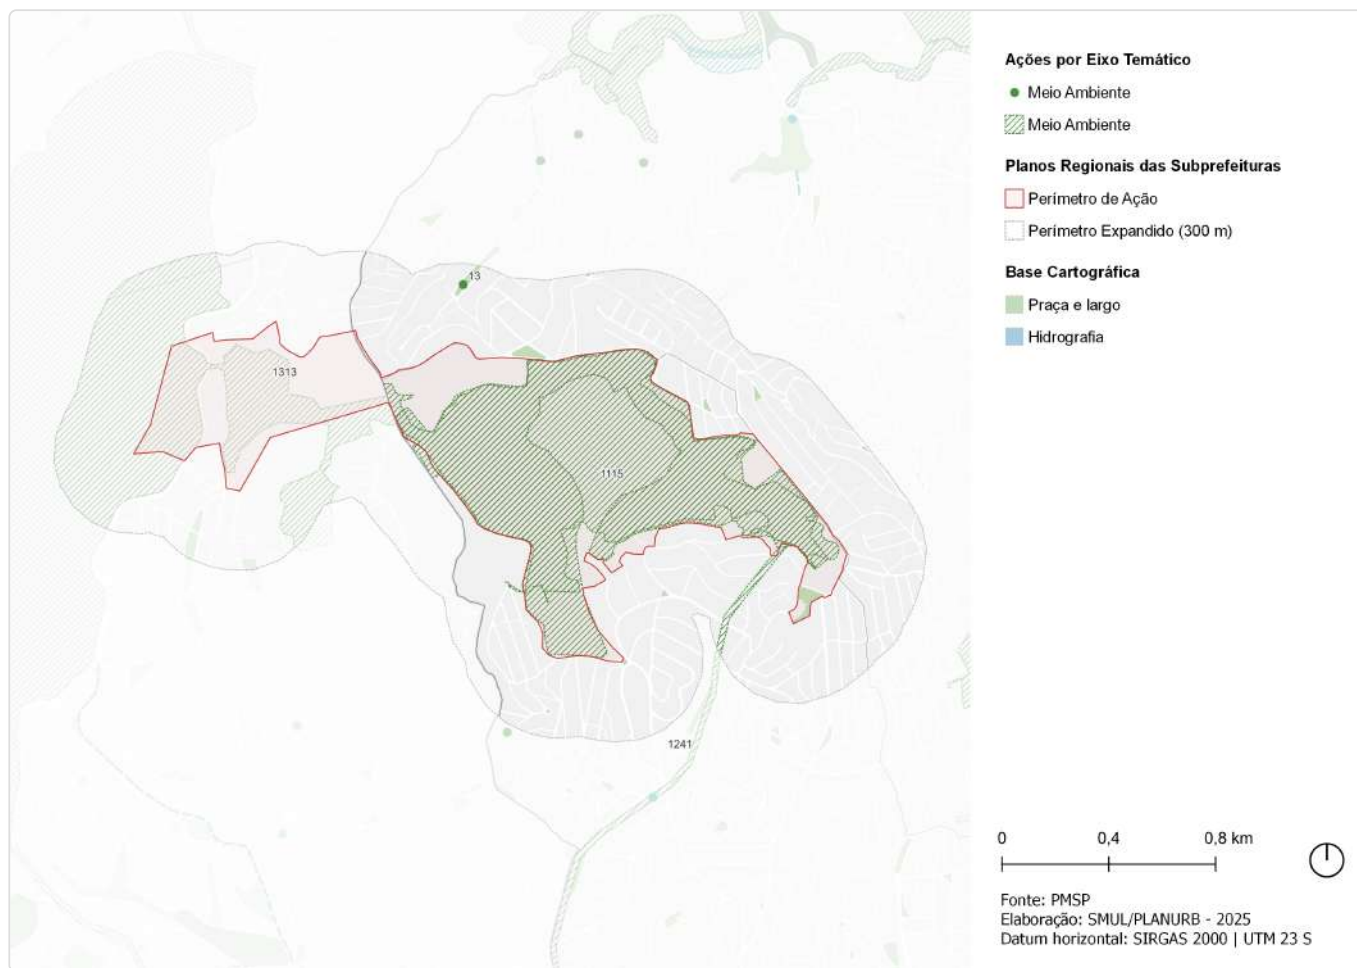 Ações por Eixo Temático
Meio Ambiente
Meio Ambiente
Planos Regionais das Subprefeituras
Perímetro de Ação
Perímetro Expandido (300 m)
Base Cartográfica
Praça e largo
Hidrografia
13
1313
1115
1241
0 0,4 0,8 km
Fonte: PMSP
Elaboração: SMUL/PLANURB - 2025
Datum horizontal: SIRGAS 2000 | UTM 23 S